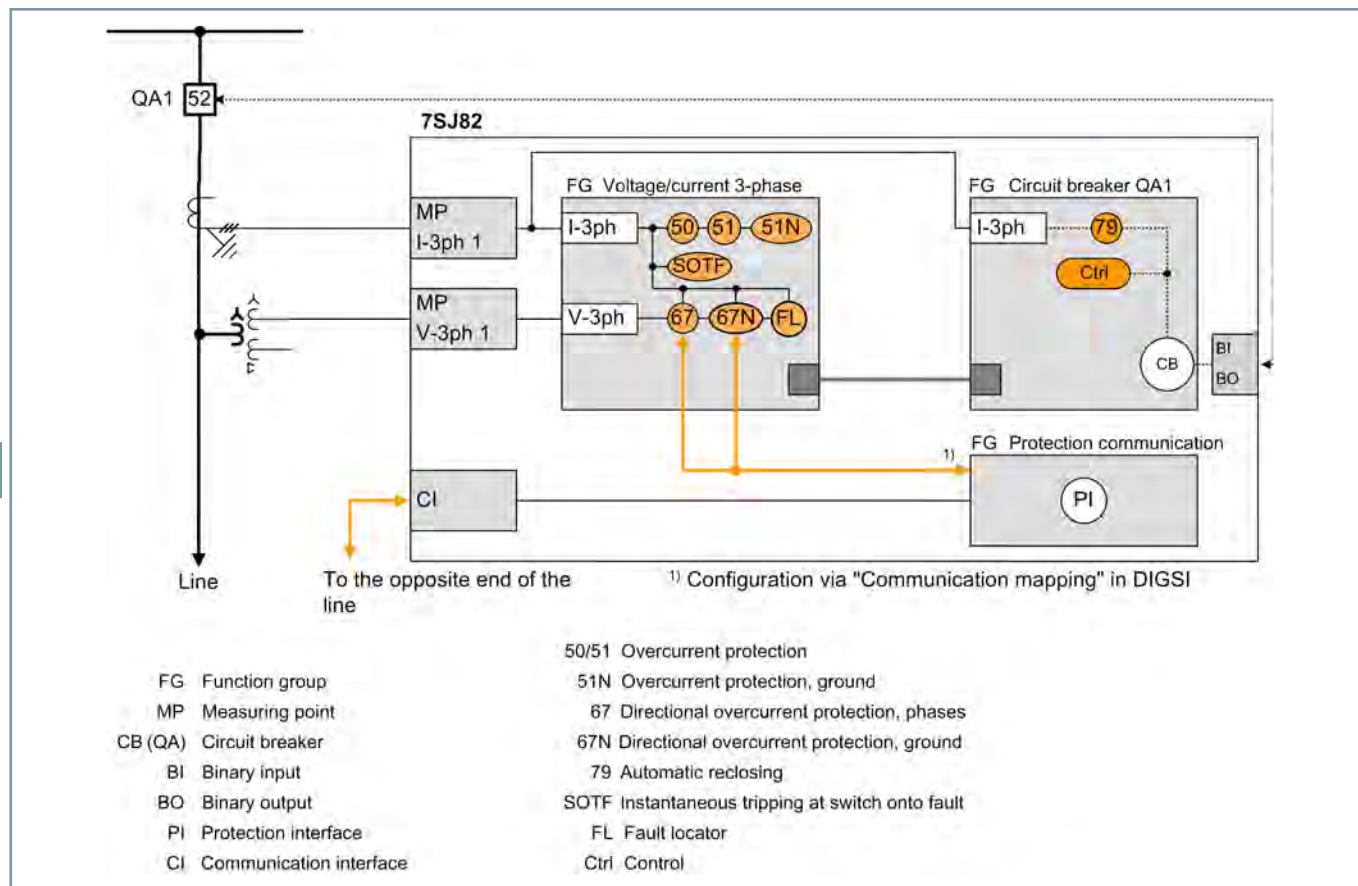 QA1 52
7SJ82
FG Voltage/current 3-phase
FG Circuit breaker QA1
MP
I-3ph 1
I-3ph
50
51
51N
SOTF
I-3ph
79
Ctrl
MP
V-3ph 1
V-3ph
67
67N
FL
CB
BI
BO
FG Protection communication
1)
CI
PI
Line
To the opposite end of the
line
1) Configuration via "Communication mapping" in DIGSI
FG Function group
MP Measuring point
CB (QA) Circuit breaker
BI Binary input
BO Binary output
PI Protection interface
CI Communication interface
50/51 Overcurrent protection
51N Overcurrent protection, ground
67 Directional overcurrent protection, phases
67N Directional overcurrent protection, ground
79 Automatic reclosing
SOTF Instantaneous tripping at switch onto fault
FL Fault locator
Ctrl Control